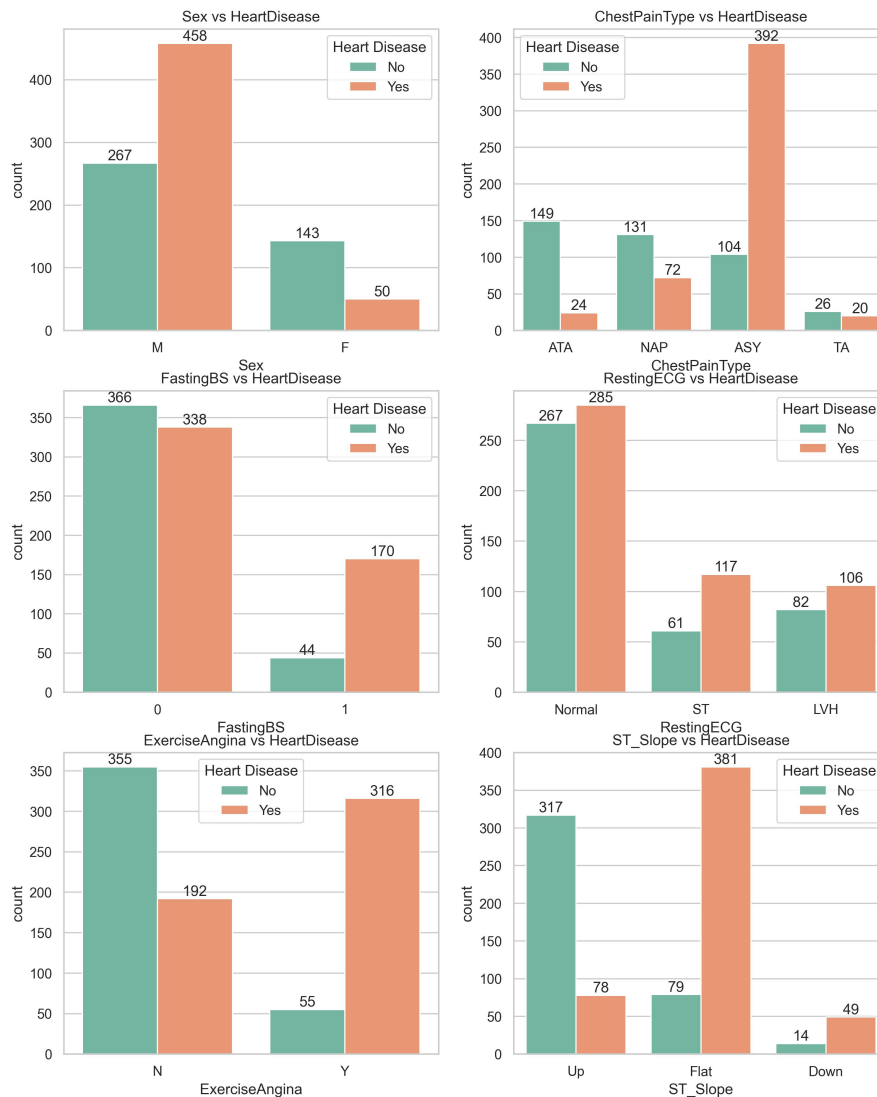 Sex vs HeartDisease
Heart Disease
No
Yes
458
267
143
50
400
300
200
100
0
count
M F
Sex
ChestPainType vs HeartDisease
Heart Disease
No
Yes
392
149
24
131
72
104
26
20
400
350
300
250
200
150
100
50
0
count
ATA NAP ASY TA
ChestPainType
FastingBS vs HeartDisease
Heart Disease
No
Yes
366
338
44
170
350
300
250
200
150
100
50
0
count
0 1
FastingBS
RestingECG vs HeartDisease
Heart Disease
No
Yes
267
285
61
117
82
106
250
200
150
100
50
0
count
Normal ST LVH
RestingECG
ExerciseAngina vs HeartDisease
Heart Disease
No
Yes
355
192
55
316
350
300
250
200
150
100
50
0
count
N Y
ExerciseAngina
ST_Slope vs HeartDisease
Heart Disease
No
Yes
317
78
79
381
14
49
400
350
300
250
200
150
100
50
0
count
Up Flat Down
ST_Slope